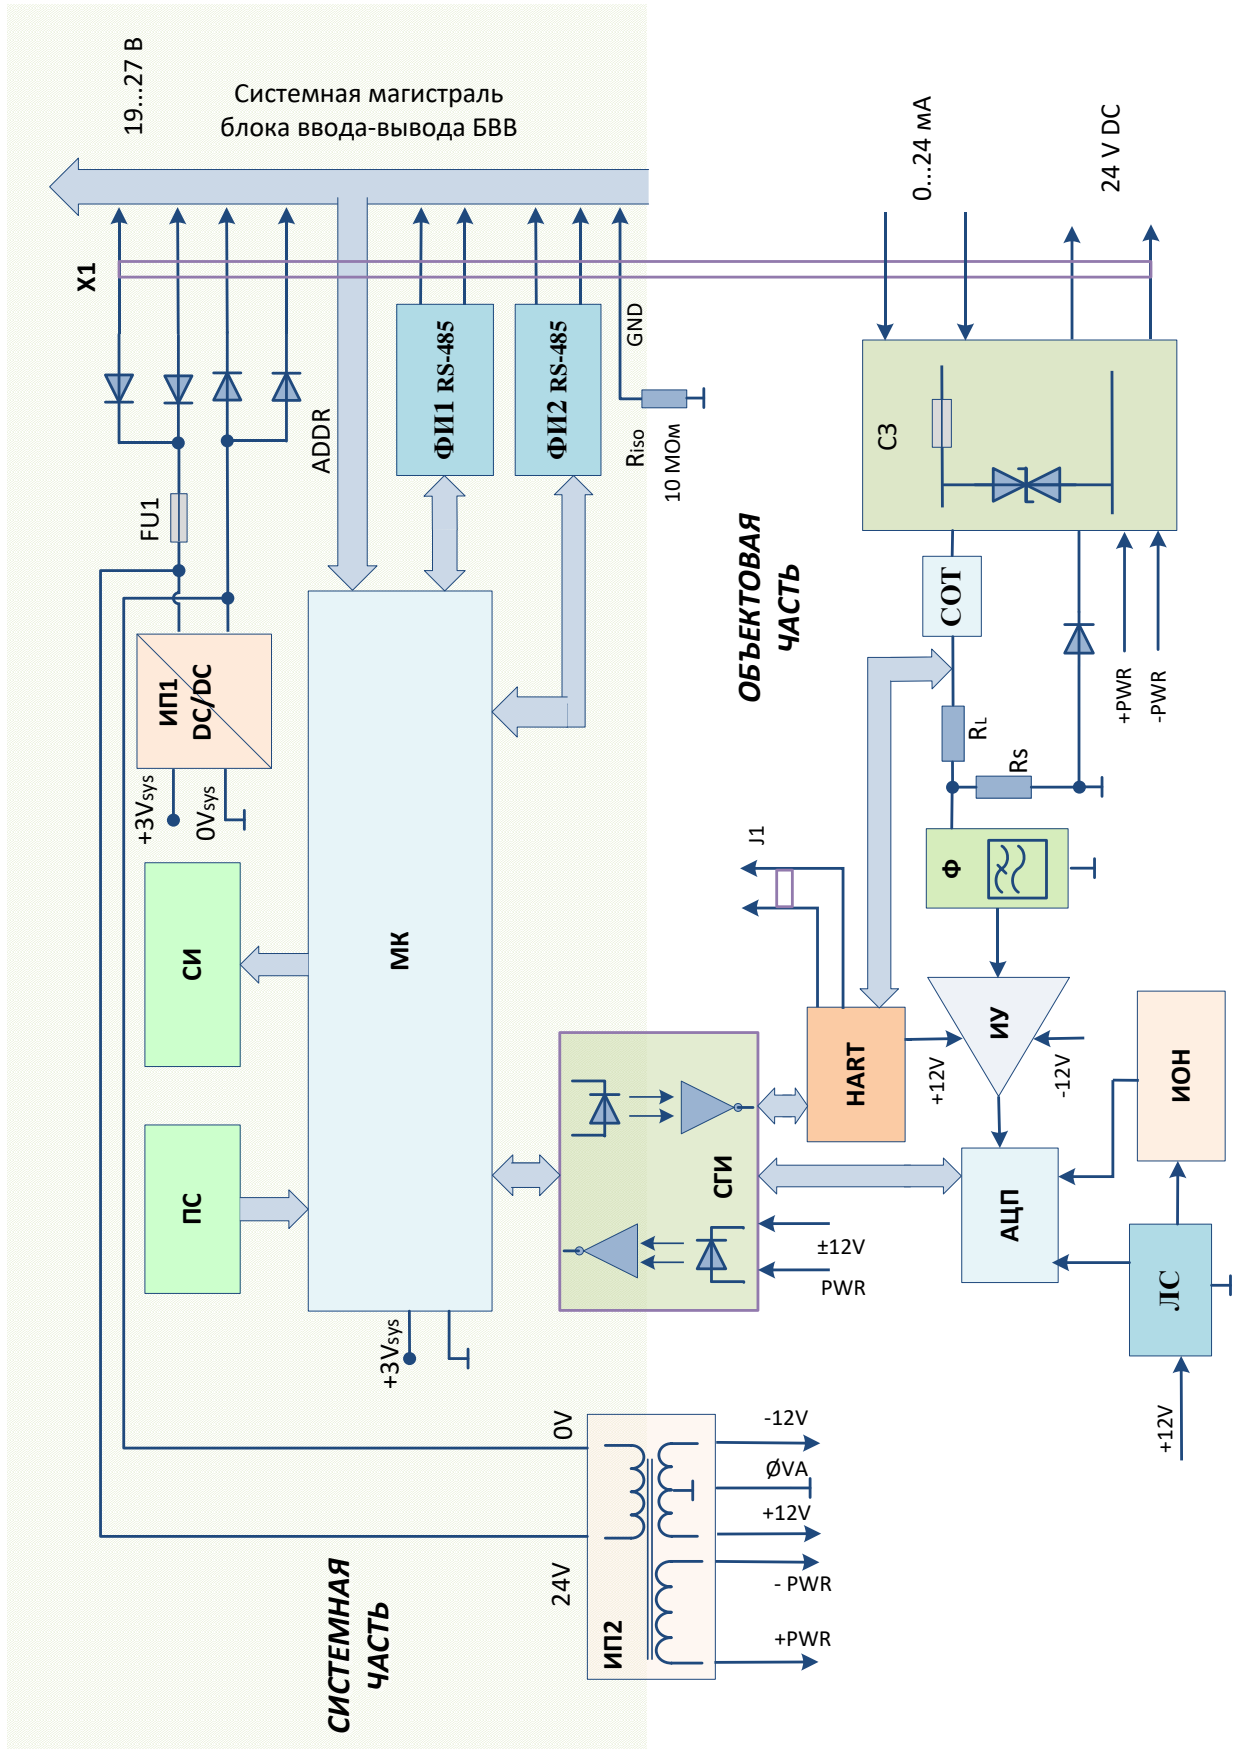 19...27 В
Системная магистраль
блока ввода-вывода БВВ
X1
FU1
ADDR
ФИ1 RS-485
ФИ2 RS-485
GND
Riso
10 МОм
ИП1
DC/DC
+3Vsys
0Vsys
СИ
ПС
МК
+3Vsys
СГИ
±12V
PWR
0V
24V
ИП2
-12V
ØVA
+12V
- PWR
+PWR
СИСТЕМНАЯ
ЧАСТЬ
ОБЪЕКТОВАЯ
ЧАСТЬ
0...24 мА
24 V DC
СЗ
СОТ
+PWR
-PWR
RL
Rs
J1
Ф
HART
ИУ
+12V
-12V
ИОН
АЦП
ЛС
+12V